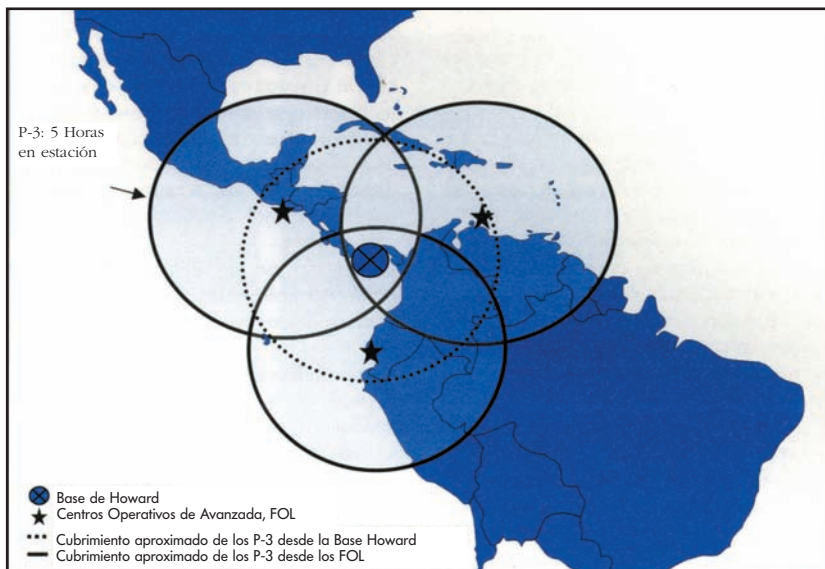 P-3: 5 Horas
en estación
Base de Howard
Centros Operativos de Avanzada, FOL
Cubrimiento aproximado de los P-3 desde la Base Howard
Cubrimiento aproximado de los P-3 desde los FOL